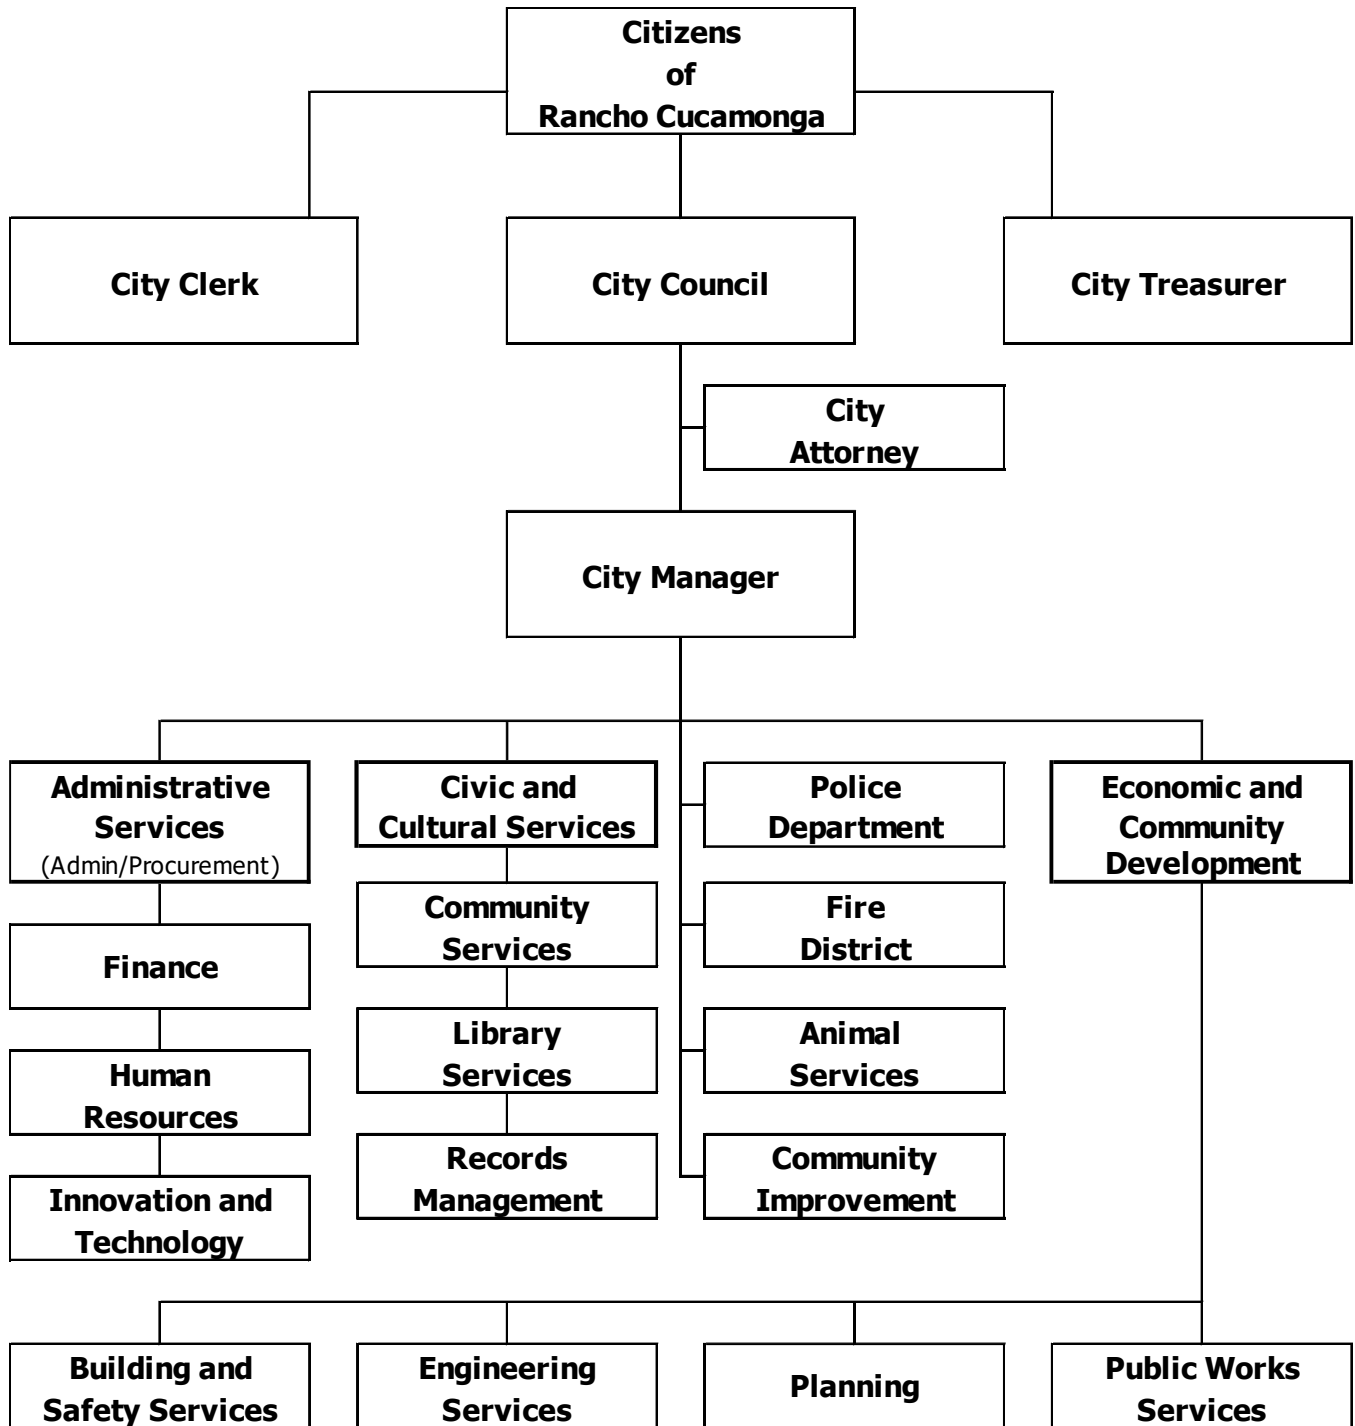 Citizens
of
Rancho Cucamonga
City Clerk
City Council
City Treasurer
City
Attorney
City Manager
Administrative
Services
(Admin/Procurement)
Civic and
Cultural Services
Police
Department
Economic and
Community
Development
Finance
Community
Services
Fire
District
Human
Resources
Library
Services
Animal
Services
Innovation and
Technology
Records
Management
Community
Improvement
Building and
Safety Services
Engineering
Services
Planning
Public Works
Services